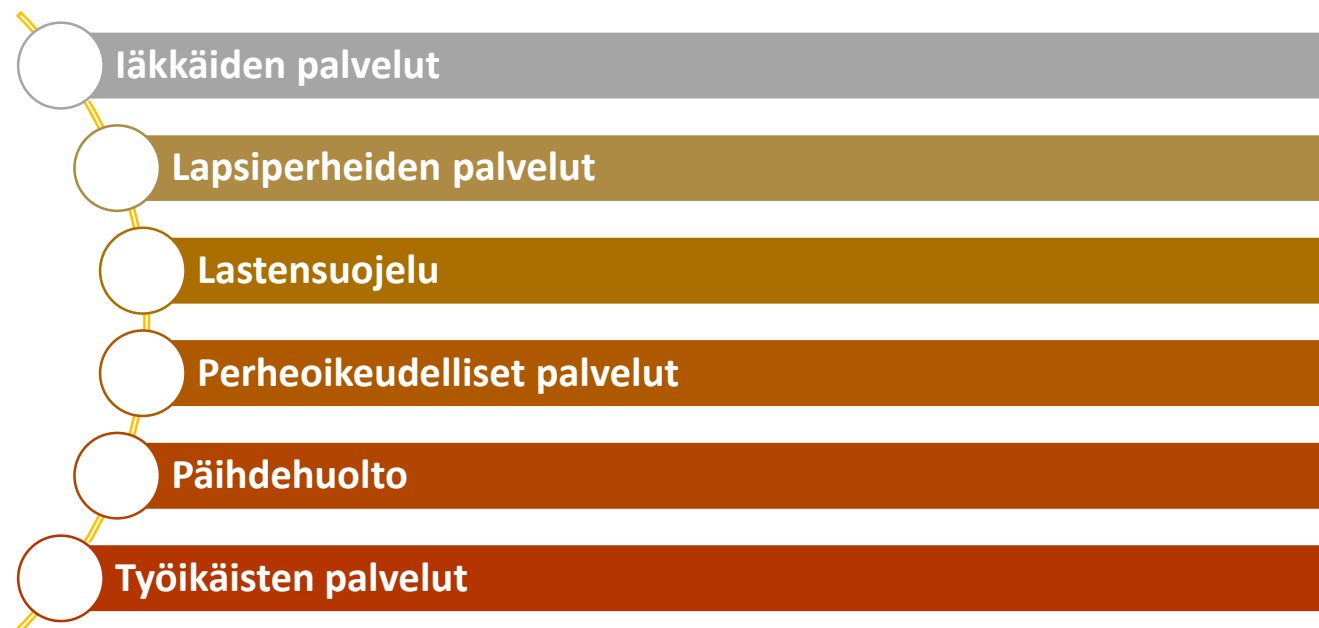 Iäkkäiden palvelut
Lapsiperheiden palvelut
Lastensuojelu
Perheoikeudelliset palvelut
Päihdehuolto
Työikäisten palvelut